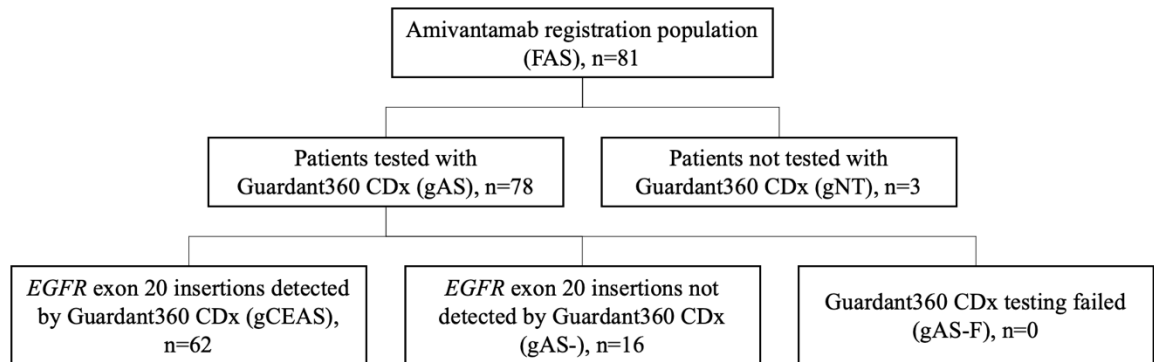 Amivantamab registration population
(FAS), n=81
Patients tested with
Guardant360 CDx (gAS), n=78
Patients not tested with
Guardant360 CDx (gNT), n=3
EGFR exon 20 insertions detected
by Guardant360 CDx (gCEAS),
n=62
EGFR exon 20 insertions not
detected by Guardant360 CDx
(gAS-), n=16
Guardant360 CDx testing failed
(gAS-F), n=0